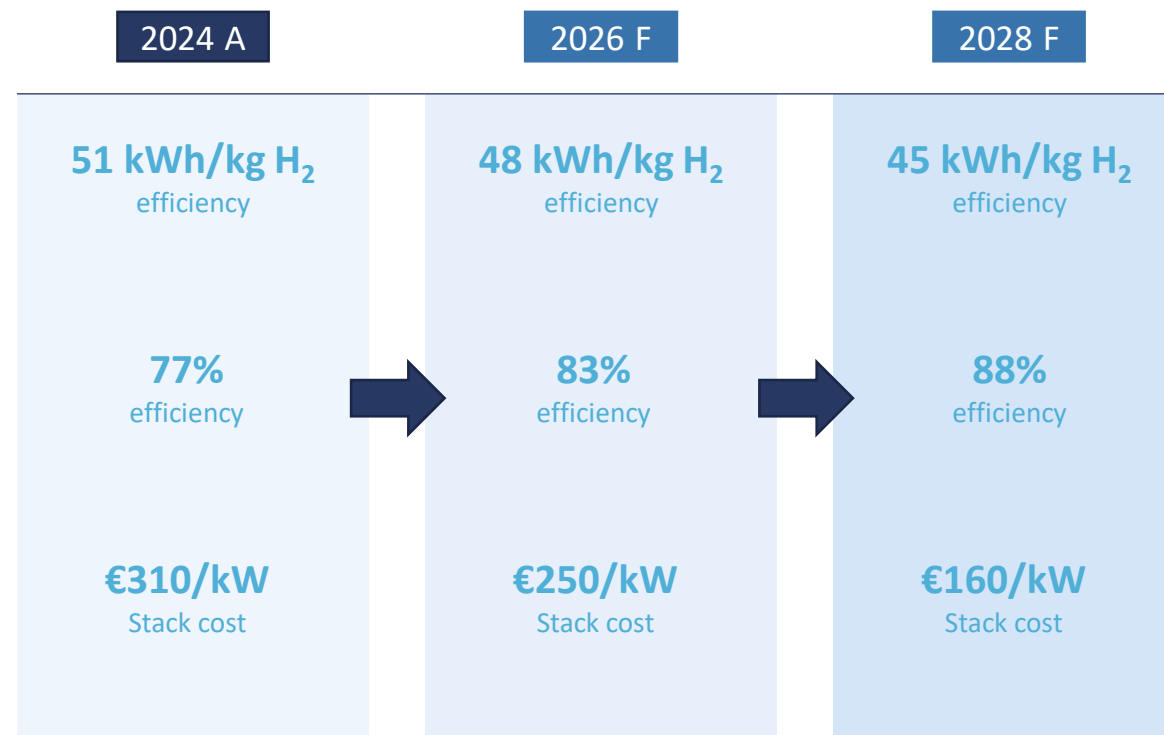 2024 A
2026 F
2028 F
51 kWh/kg H₂
efficiency
48 kWh/kg H₂
efficiency
45 kWh/kg H₂
efficiency
77%
efficiency
83%
efficiency
88%
efficiency
€310/kW
Stack cost
€250/kW
Stack cost
€160/kW
Stack cost